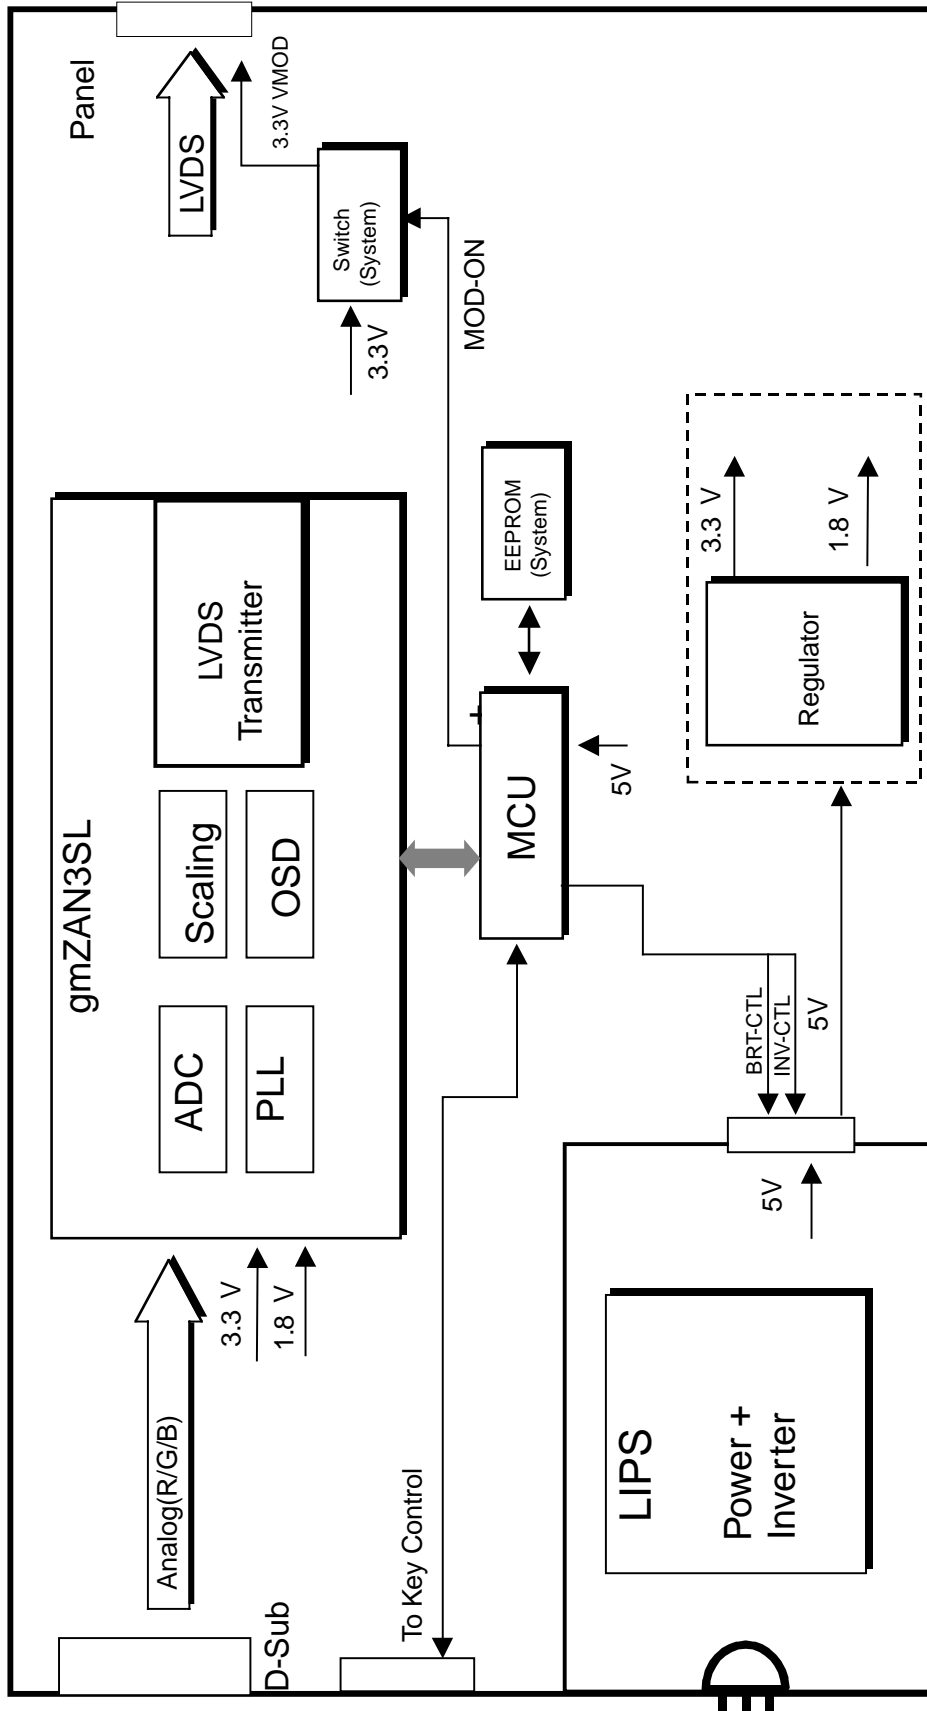 Panel
LVDS
3.3V VMOD
Switch
(System)
3.3V
MOD-ON
gmZAN3SL
LVDS
Transmitter
Scaling
OSD
ADC
PLL
EEPROM
(System)
MCU
5V
3.3 V
1.8 V
Regulator
BRT-CTL
INV-CTL
5V
5V
3.3 V
1.8 V
Analog(R/G/B)
D-Sub
To Key Control
LIPS
Power +
Inverter